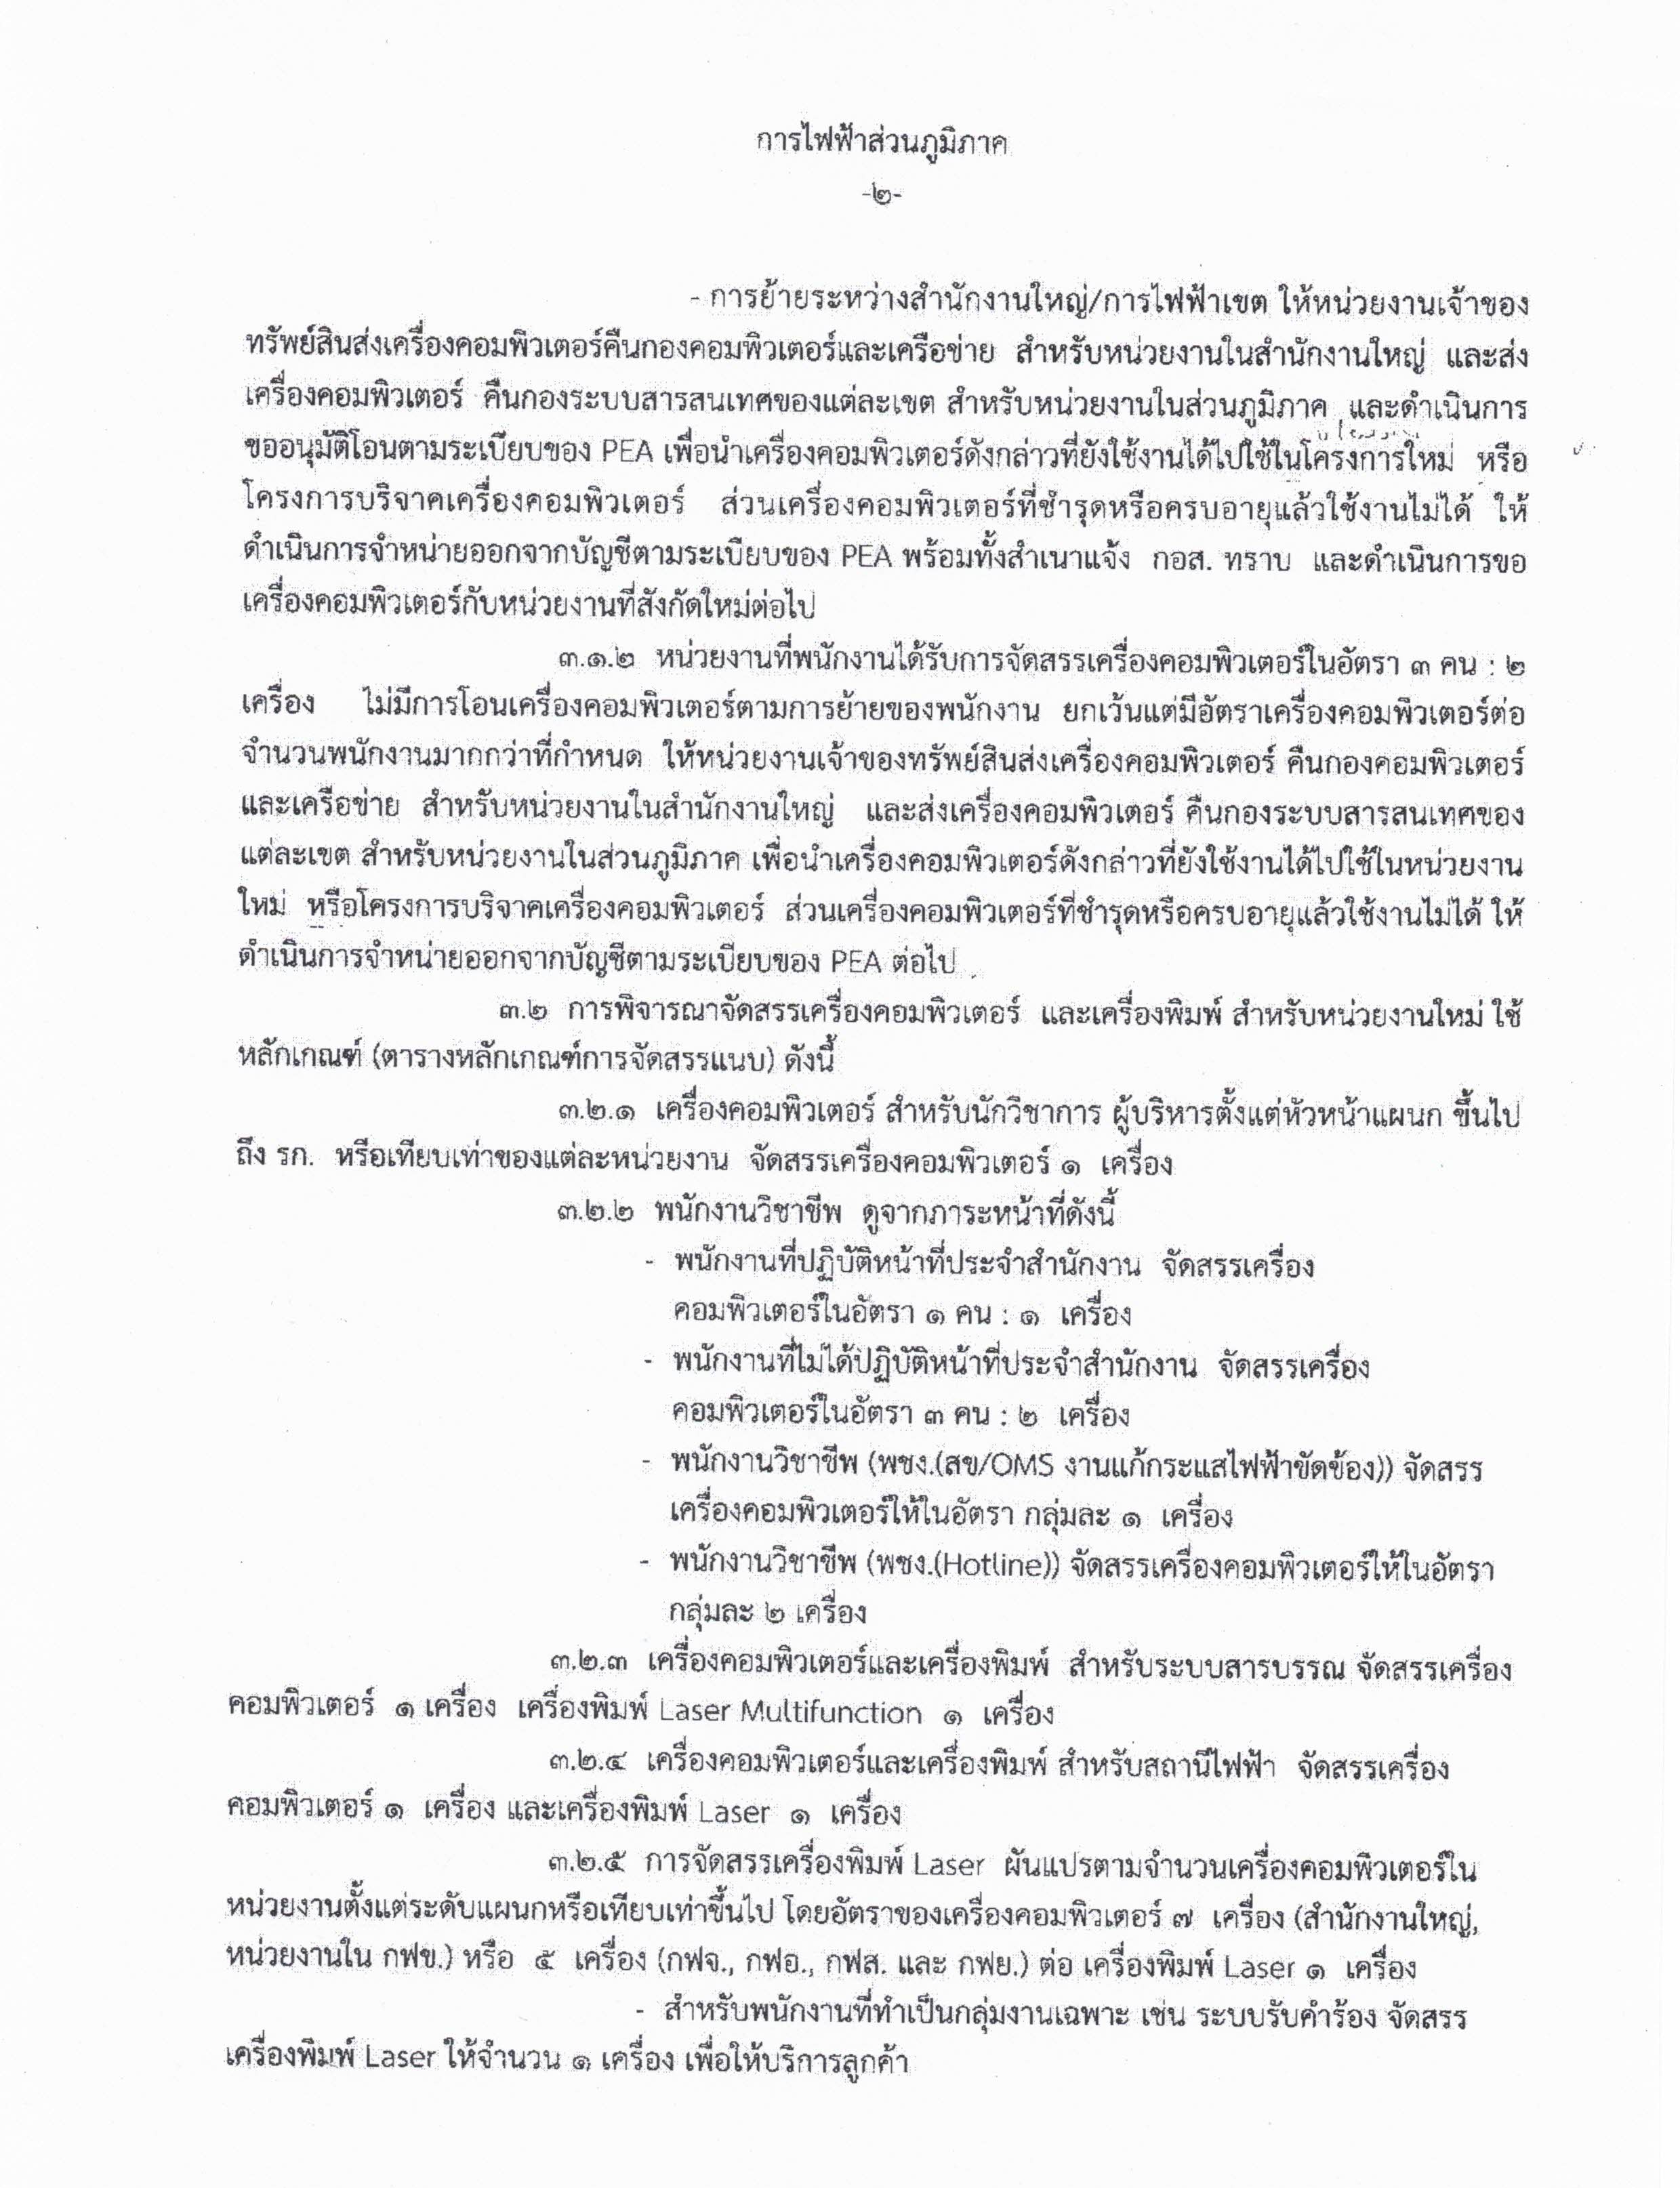 การไฟฟ้าส่วนภูมิภาค
-๒-
- การย้ายระหว่างสำนักงานใหญ่/การไฟฟ้าเขต ให้หน่วยงานเจ้าของ
ทรัพย์สินส่งเครื่องคอมพิวเตอร์คืนกองคอมพิวเตอร์และเครือข่าย สำหรับหน่วยงานในสำนักงานใหญ่ และส่ง
เครื่องคอมพิวเตอร์ คืนกองระบบสารสนเทศของแต่ละเขต สำหรับหน่วยงานในส่วนภูมิภาค และดำเนินการ
ขออนุมัติโอนตามระเบียบของ PEA เพื่อนำเครื่องคอมพิวเตอร์ดังกล่าวที่ยังใช้งานได้ไปใช้ในโครงการใหม่ หรือ
โครงการบริจาคเครื่องคอมพิวเตอร์ ส่วนเครื่องคอมพิวเตอร์ที่ชำรุดหรือครบอายุแล้วใช้งานไม่ได้ ให้
ดำเนินการจำหน่ายออกจากบัญชีตามระเบียบของ PEA พร้อมทั้งสำเนาแจ้ง กอส. ทราบ และดำเนินการขอ
เครื่องคอมพิวเตอร์กับหน่วยงานที่สังกัดใหม่ต่อไป
๓.๑.๒ หน่วยงานที่พนักงานได้รับการจัดสรรเครื่องคอมพิวเตอร์ในอัตรา ๓ คน : ๒
เครื่อง ไม่มีการโอนเครื่องคอมพิวเตอร์ตามการย้ายของพนักงาน ยกเว้นแต่มีอัตราเครื่องคอมพิวเตอร์ต่อ
จำนวนพนักงานมากกว่าที่กำหนด ให้หน่วยงานเจ้าของทรัพย์สินส่งเครื่องคอมพิวเตอร์ คืนกองคอมพิวเตอร์
และเครือข่าย สำหรับหน่วยงานในสำนักงานใหญ่ และส่งเครื่องคอมพิวเตอร์ คืนกองระบบสารสนเทศของ
แต่ละเขต สำหรับหน่วยงานในส่วนภูมิภาค เพื่อนำเครื่องคอมพิวเตอร์ดังกล่าวที่ยังใช้งานได้ไปใช้ในหน่วยงาน
ใหม่ หรือโครงการบริจาคเครื่องคอมพิวเตอร์ ส่วนเครื่องคอมพิวเตอร์ที่ชำรุดหรือครบอายุแล้วใช้งานไม่ได้ ให้
ดำเนินการจำหน่ายออกจากบัญชีตามระเบียบของ PEA ต่อไป
๓.๒ การพิจารณาจัดสรรเครื่องคอมพิวเตอร์ และเครื่องพิมพ์ สำหรับหน่วยงานใหม่ ใช้
หลักเกณฑ์ (ตารางหลักเกณฑ์การจัดสรรแนบ) ดังนี้
๓.๒.๑ เครื่องคอมพิวเตอร์ สำหรับนักวิชาการ ผู้บริหารตั้งแต่หัวหน้าแผนก ขึ้นไป
ถึง รก. หรือเทียบเท่าของแต่ละหน่วยงาน จัดสรรเครื่องคอมพิวเตอร์ ๑ เครื่อง
๓.๒.๒ พนักงานวิชาชีพ ดูจากภาระหน้าที่ดังนี้
- พนักงานที่ปฏิบัติหน้าที่ประจำสำนักงาน จัดสรรเครื่อง
คอมพิวเตอร์ในอัตรา ๑ คน : ๑ เครื่อง
- พนักงานที่ไม่ได้ปฏิบัติหน้าที่ประจำสำนักงาน จัดสรรเครื่อง
คอมพิวเตอร์ในอัตรา ๓ คน : ๒ เครื่อง
- พนักงานวิชาชีพ (พชง.(สข/OMS งานแก้กระแสไฟฟ้าขัดข้อง)) จัดสรร
เครื่องคอมพิวเตอร์ให้ในอัตรา กลุ่มละ ๑ เครื่อง
- พนักงานวิชาชีพ (พชง.(Hotline)) จัดสรรเครื่องคอมพิวเตอร์ให้ในอัตรา
กลุ่มละ ๒ เครื่อง
๓.๒.๓ เครื่องคอมพิวเตอร์และเครื่องพิมพ์ สำหรับระบบสารบรรณ จัดสรรเครื่อง
คอมพิวเตอร์ ๑ เครื่อง เครื่องพิมพ์ Laser Multifunction ๑ เครื่อง
๓.๒.๔ เครื่องคอมพิวเตอร์และเครื่องพิมพ์ สำหรับสถานีไฟฟ้า จัดสรรเครื่อง
คอมพิวเตอร์ ๑ เครื่อง และเครื่องพิมพ์ Laser ๑ เครื่อง
๓.๒.๕ การจัดสรรเครื่องพิมพ์ Laser ผันแปรตามจำนวนเครื่องคอมพิวเตอร์ใน
หน่วยงานตั้งแต่ระดับแผนกหรือเทียบเท่าขึ้นไป โดยอัตราของเครื่องคอมพิวเตอร์ ๗ เครื่อง (สำนักงานใหญ่,
หน่วยงานใน กฟข.) หรือ ๕ เครื่อง (กฟจ., กฟอ., กฟส. และ กฟย.) ต่อ เครื่องพิมพ์ Laser ๑ เครื่อง
- สำหรับพนักงานที่ทำเป็นกลุ่มงานเฉพาะ เช่น ระบบรับคำร้อง จัดสรร
เครื่องพิมพ์ Laser ให้จำนวน ๑ เครื่อง เพื่อให้บริการลูกค้า